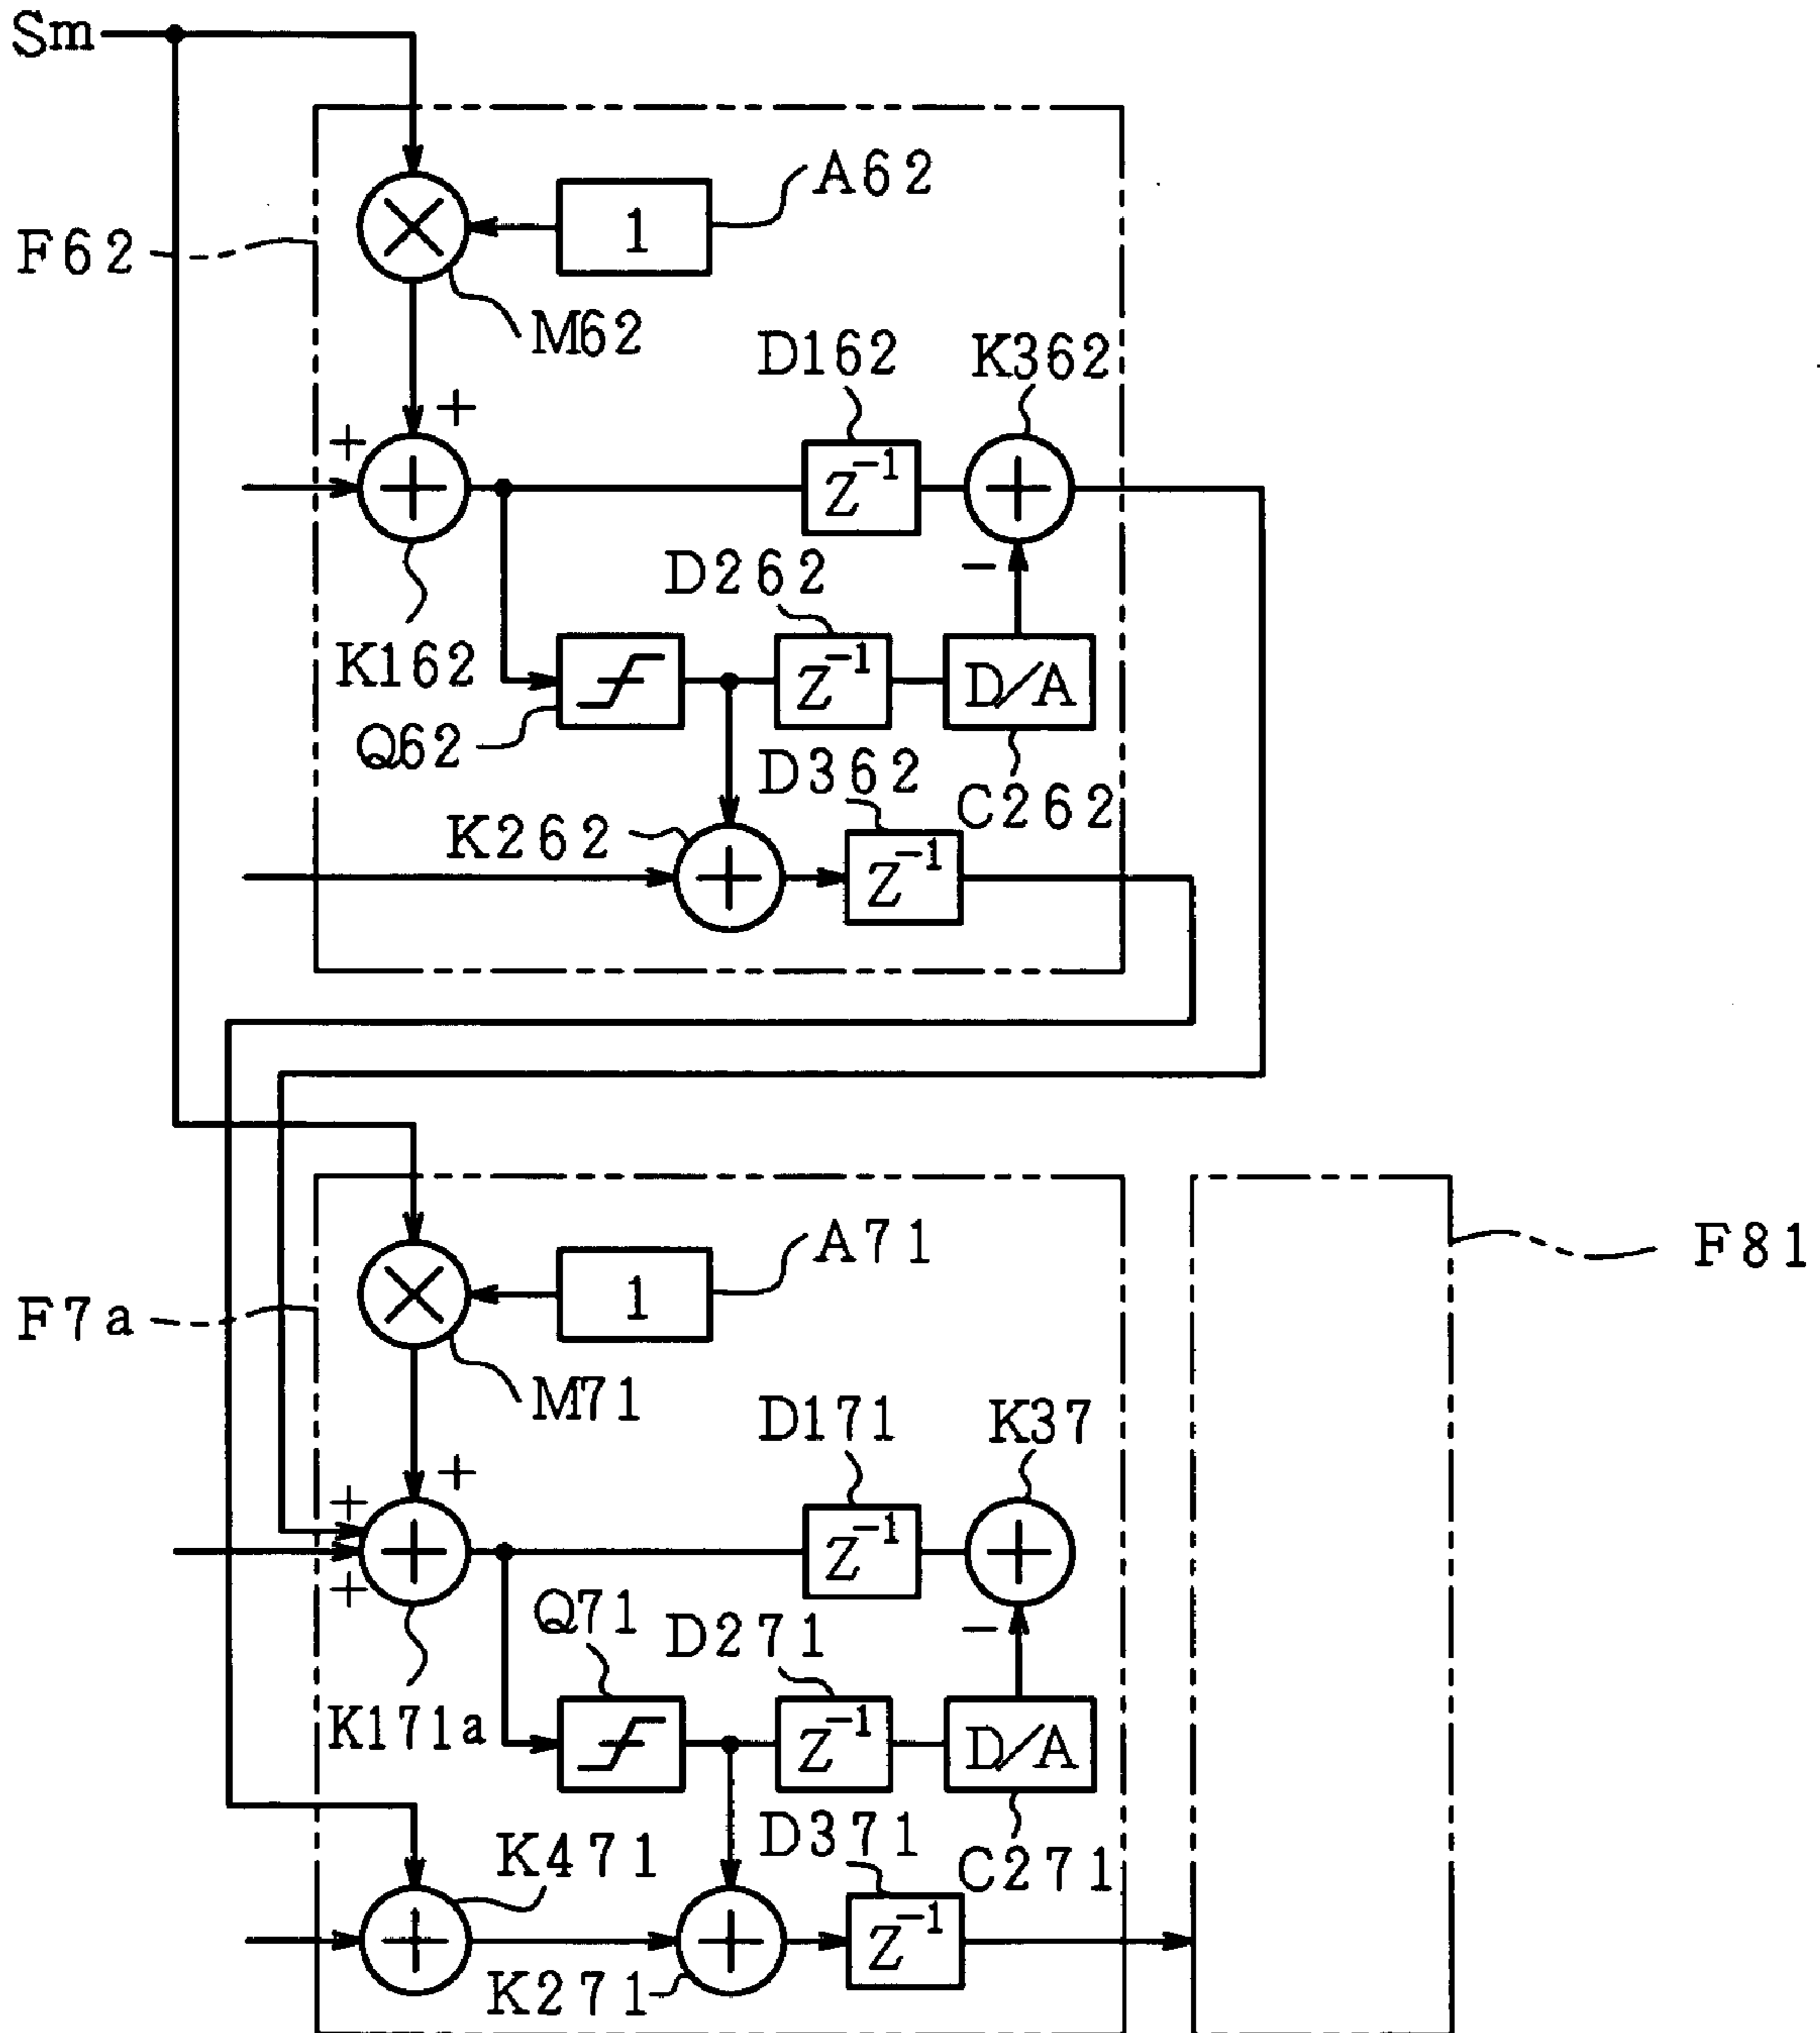 Sm
A62
1
F62
M62
D162
K362
+
+
+
Z⁻¹
+
D262
-
K162
Z⁻¹
D/A
Q62
D362
C262
K262
+
Z⁻¹
A71
F81
1
F7a
M71
D171
K37
+
+
+
Z⁻¹
+
+
Q71
D271
-
K171a
Z⁻¹
D/A
D371
K471
C271
+
+
Z⁻¹
K271